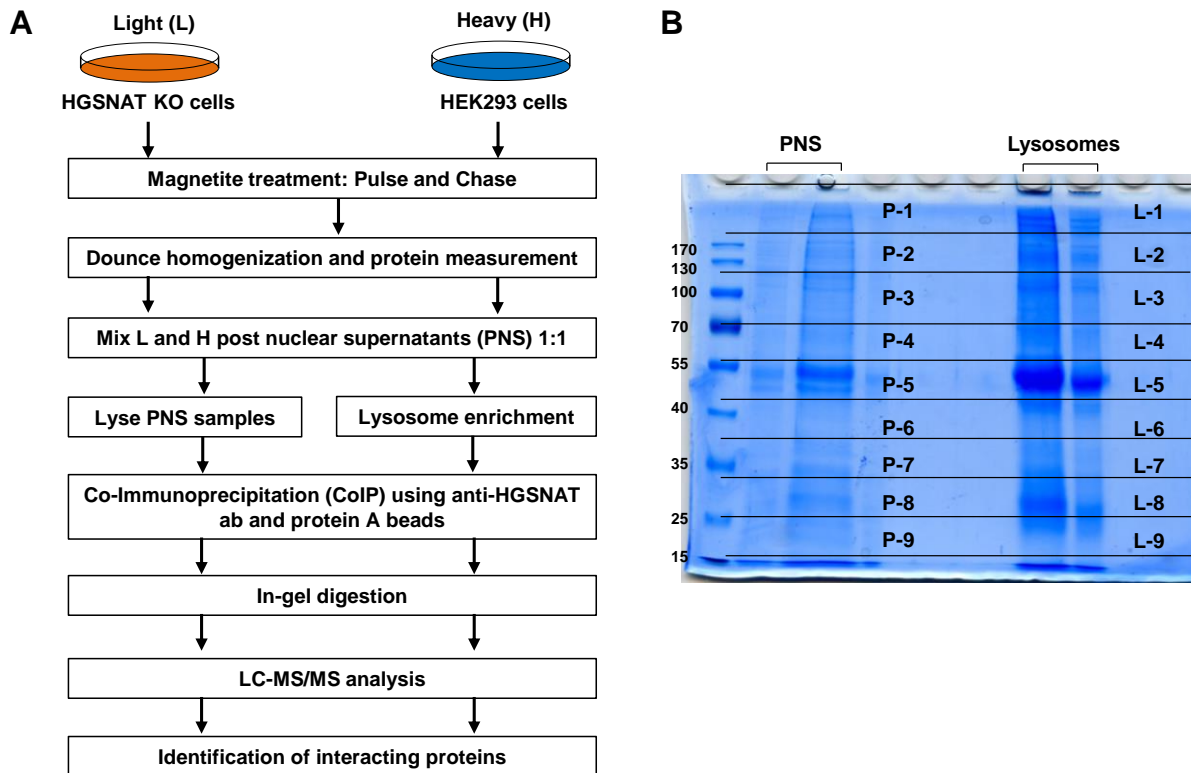 A
Light (L)
Heavy (H)
HGSNAT KO cells
HEK293 cells
Magnetite treatment: Pulse and Chase
Dounce homogenization and protein measurement
Mix L and H post nuclear supernatants (PNS) 1:1
Lyse PNS samples
Lysosome enrichment
Co-Immunoprecipitation (CoIP) using anti-HGSNAT
ab and protein A beads
In-gel digestion
LC-MS/MS analysis
Identification of interacting proteins
B
PNS
Lysosomes
170
130
100
70
55
40
35
25
15
P-1
P-2
P-3
P-4
P-5
P-6
P-7
P-8
P-9
L-1
L-2
L-3
L-4
L-5
L-6
L-7
L-8
L-9